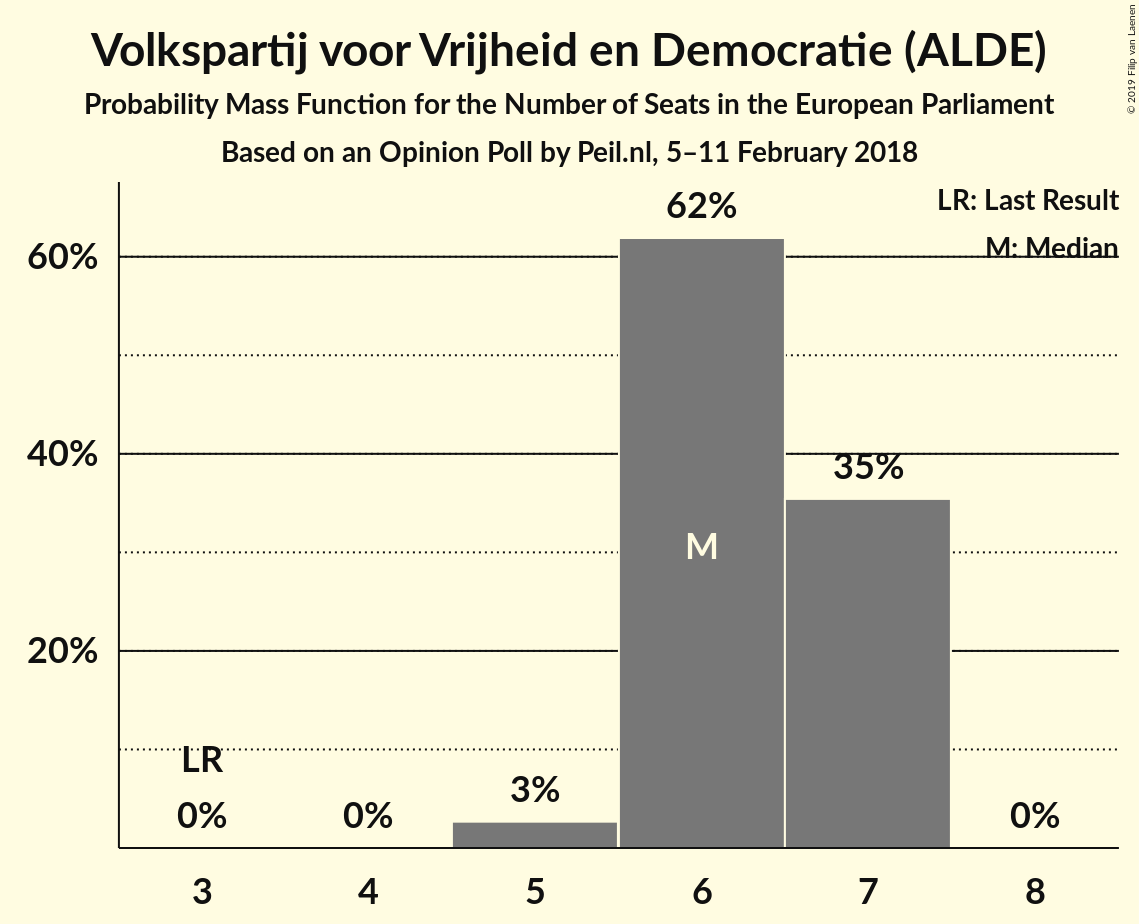 Volkspartij voor Vrijheid en Democratie (ALDE)
Probability Mass Function for the Number of Seats in the European Parliament
Based on an Opinion Poll by Peil.nl, 5–11 February 2018
© 2019 Filip van Laenen
LR: Last Result
M: Median
62%
60%
40%
35%
M
20%
LR
3%
0%
0%
0%
3
4
5
6
7
8